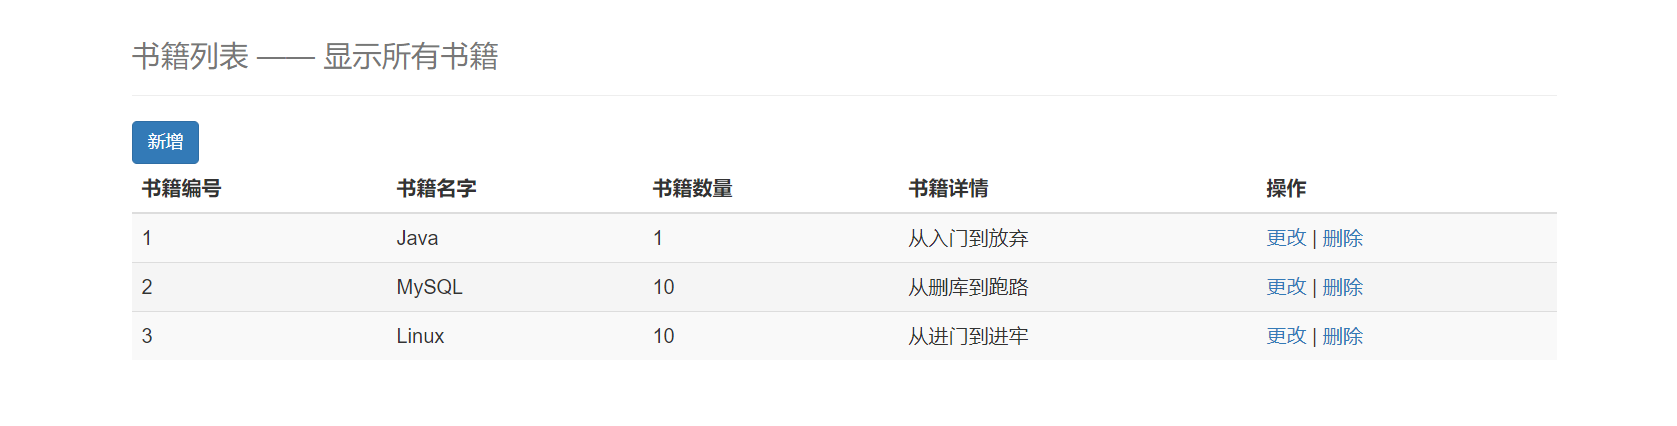 书籍列表 —— 显示所有书籍
新增
书籍编号 书籍名字 书籍数量 书籍详情 操作
1 Java 1 从入门到放弃 更改 | 删除
2 MySQL 10 从删库到跑路 更改 | 删除
3 Linux 10 从进门到进牢 更改 | 删除